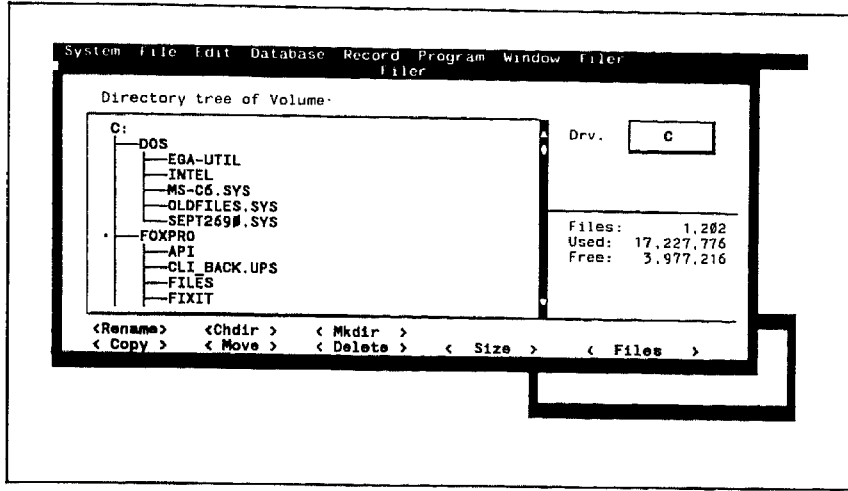 System File Edit Database Record Program Window Filer
Filer
Directory tree of Volume·
C:
DOS
EGA-UTIL
INTEL
MS-C6.SYS
OLDFILES.SYS
SEPT2690.SYS
FOXPRO
API
CLI_BACK.UPS
FILES
FIXIT
Drv. C
Files: 1,202
Used: 17,227,776
Free: 3,977,216
<Rename> <Chdir > < Mkdir >
< Copy > < Move > < Delete > < Size > < Files >